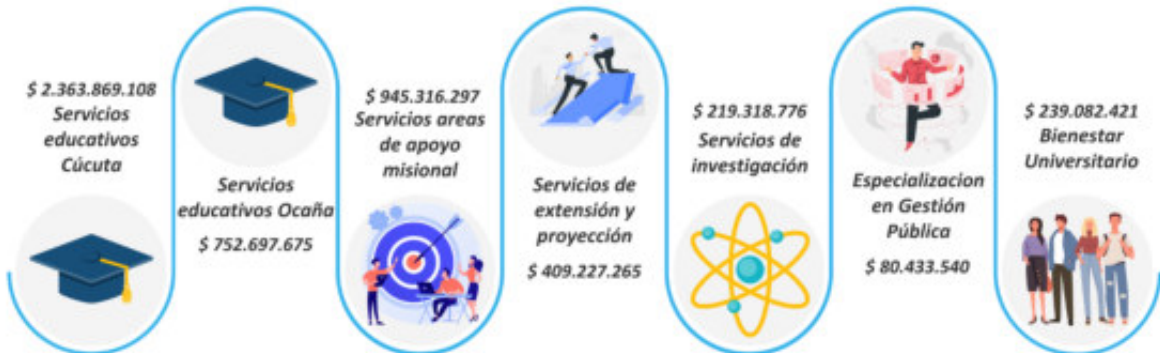 $ 2.363.869.108
Servicios
educativos
Cúcuta
Servicios
educativos Ocaña
$ 752.697.675
$ 945.316.297
Servicios areas
de apoyo
misional
Servicios de
extensión y
proyección
$ 409.227.265
$ 219.318.776
Servicios de
investigación
Especializacion
en Gestión
Pública
$ 80.433.540
$ 239.082.421
Bienestar
Universitario